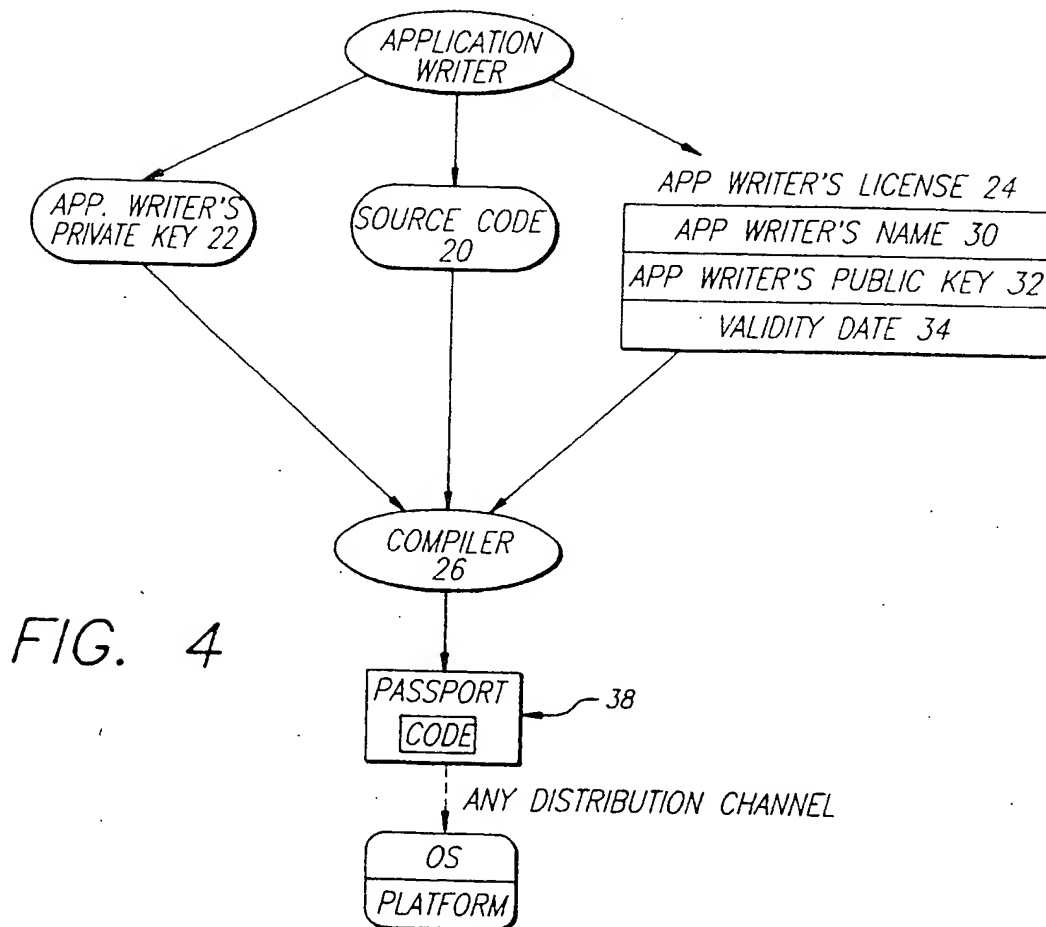 APPLICATION
WRITER
APP. WRITER'S
PRIVATE KEY 22
SOURCE CODE
20
APP WRITER'S LICENSE 24
APP WRITER'S NAME 30
APP WRITER'S PUBLIC KEY 32
VALIDITY DATE 34
COMPILER
26
FIG. 4
PASSPORT
CODE
38
ANY DISTRIBUTION CHANNEL
OS
PLATFORM